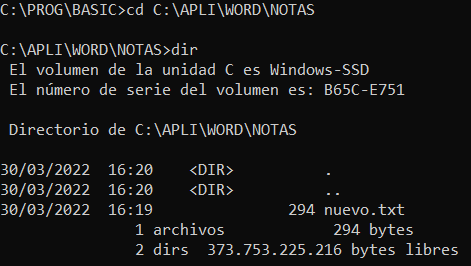 C:\PROG\BASIC>cd C:\APLI\WORD\NOTAS
C:\APLI\WORD\NOTAS>dir
El volumen de la unidad C es Windows-SSD
El número de serie del volumen es: B65C-E751
Directorio de C:\APLI\WORD\NOTAS
30/03/2022  16:20    <DIR>          .
30/03/2022  16:20    <DIR>          ..
30/03/2022  16:19               294 nuevo.txt
1 archivos            294 bytes
2 dirs  373.753.225.216 bytes libres